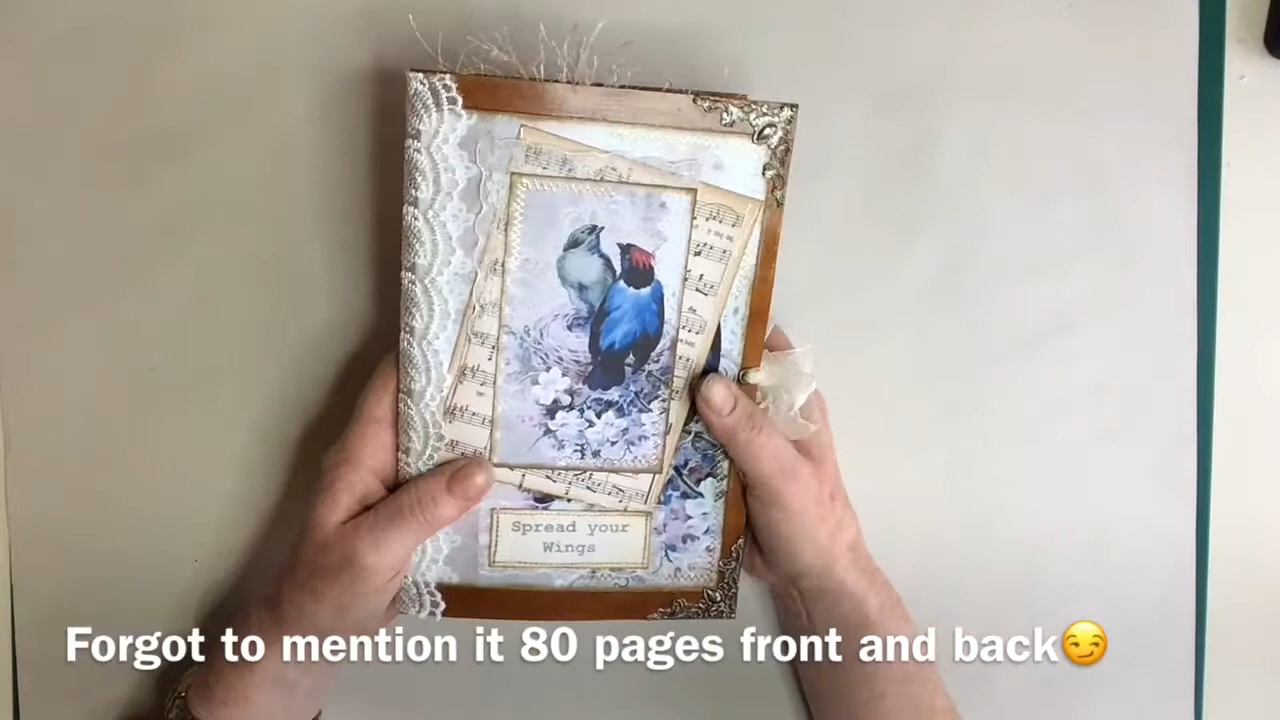 Spread your
Wings
Forgot to mention it 80 pages front and back😏